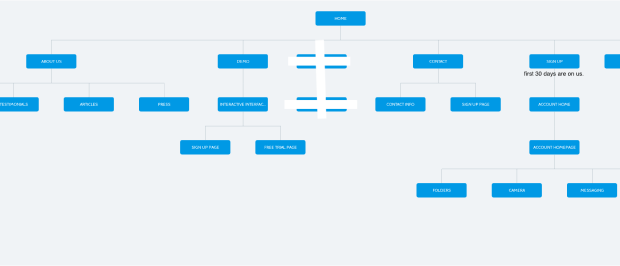 HOME
ABOUT US
DEMO
CONTACT
SIGN UP
first 30 days are on us.
TESTIMONIALS
ARTICLES
PRESS
INTERACTIVE INTERFAC...
CONTACT INFO
SIGN UP PAGE
ACCOUNT HOME
SIGN UP PAGE
FREE TRIAL PAGE
ACCOUNT HOMEPAGE
FOLDERS
CAMERA
MESSAGING